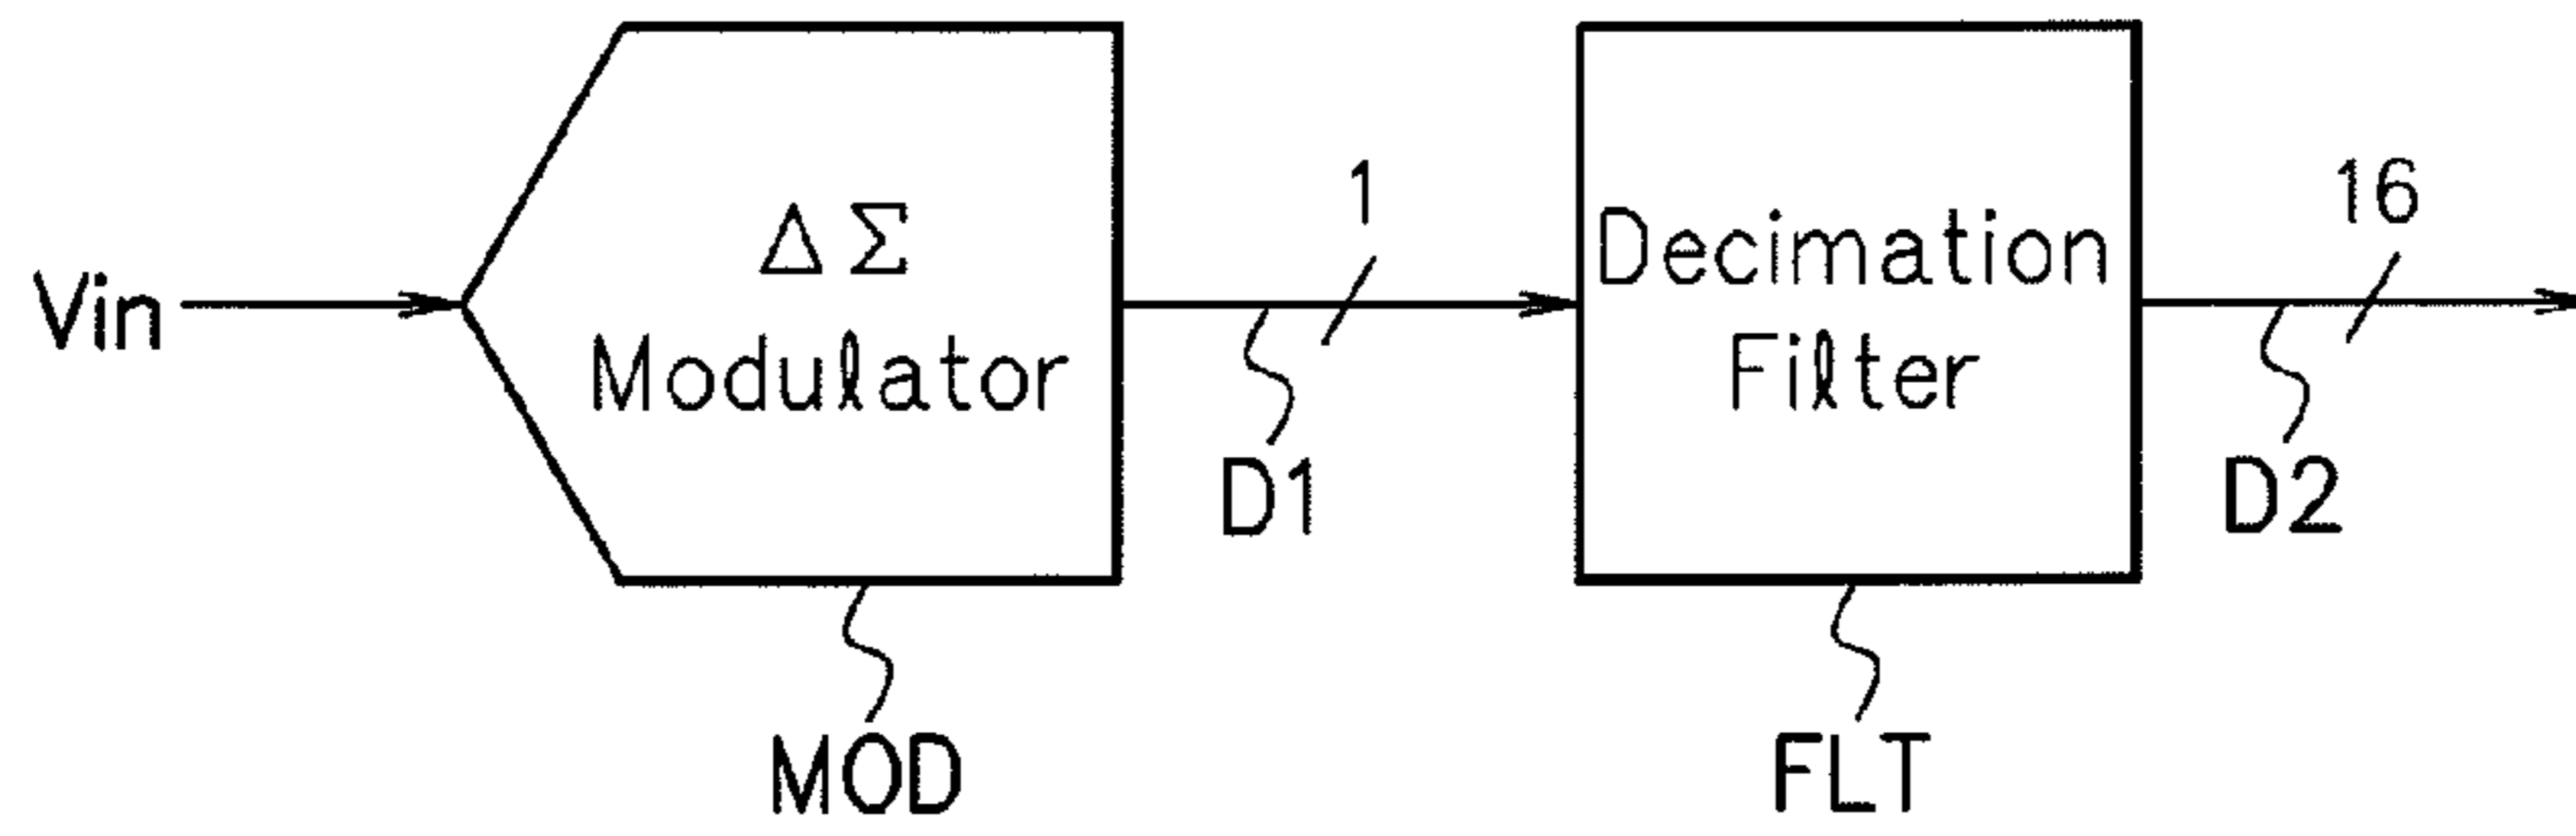 Vin
ΔΣ
Modulator
MOD
1
D1
Decimation
Filter
FLT
16
D2